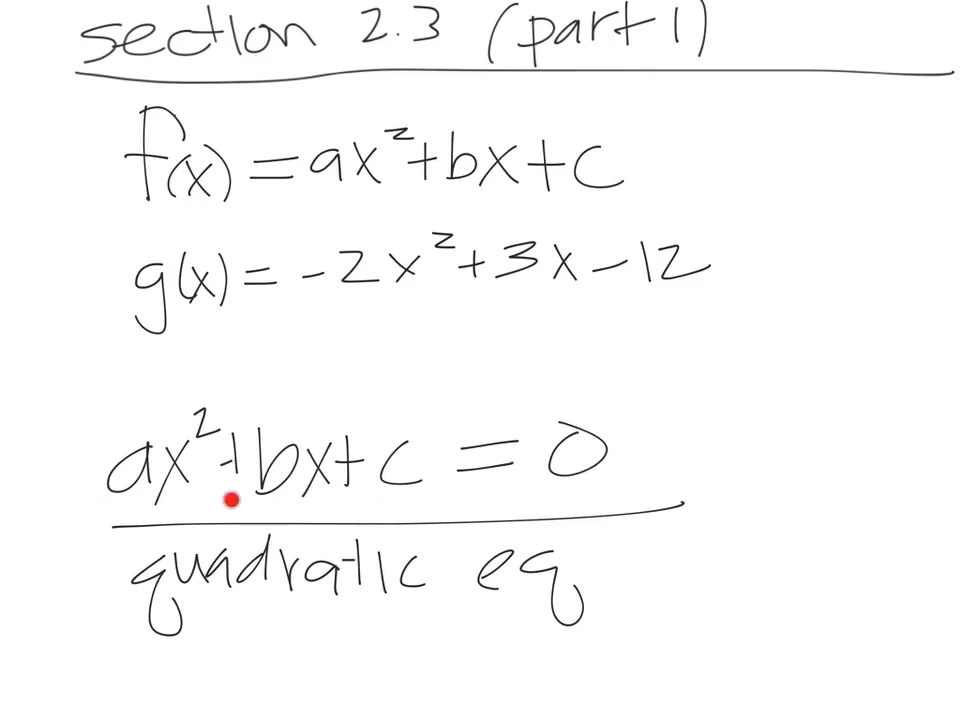 section 2.3 (part 1)
f(x) = ax²+bx+c
g(x) = -2x²+3x-12
ax²+bx+c = 0
quadratic eq